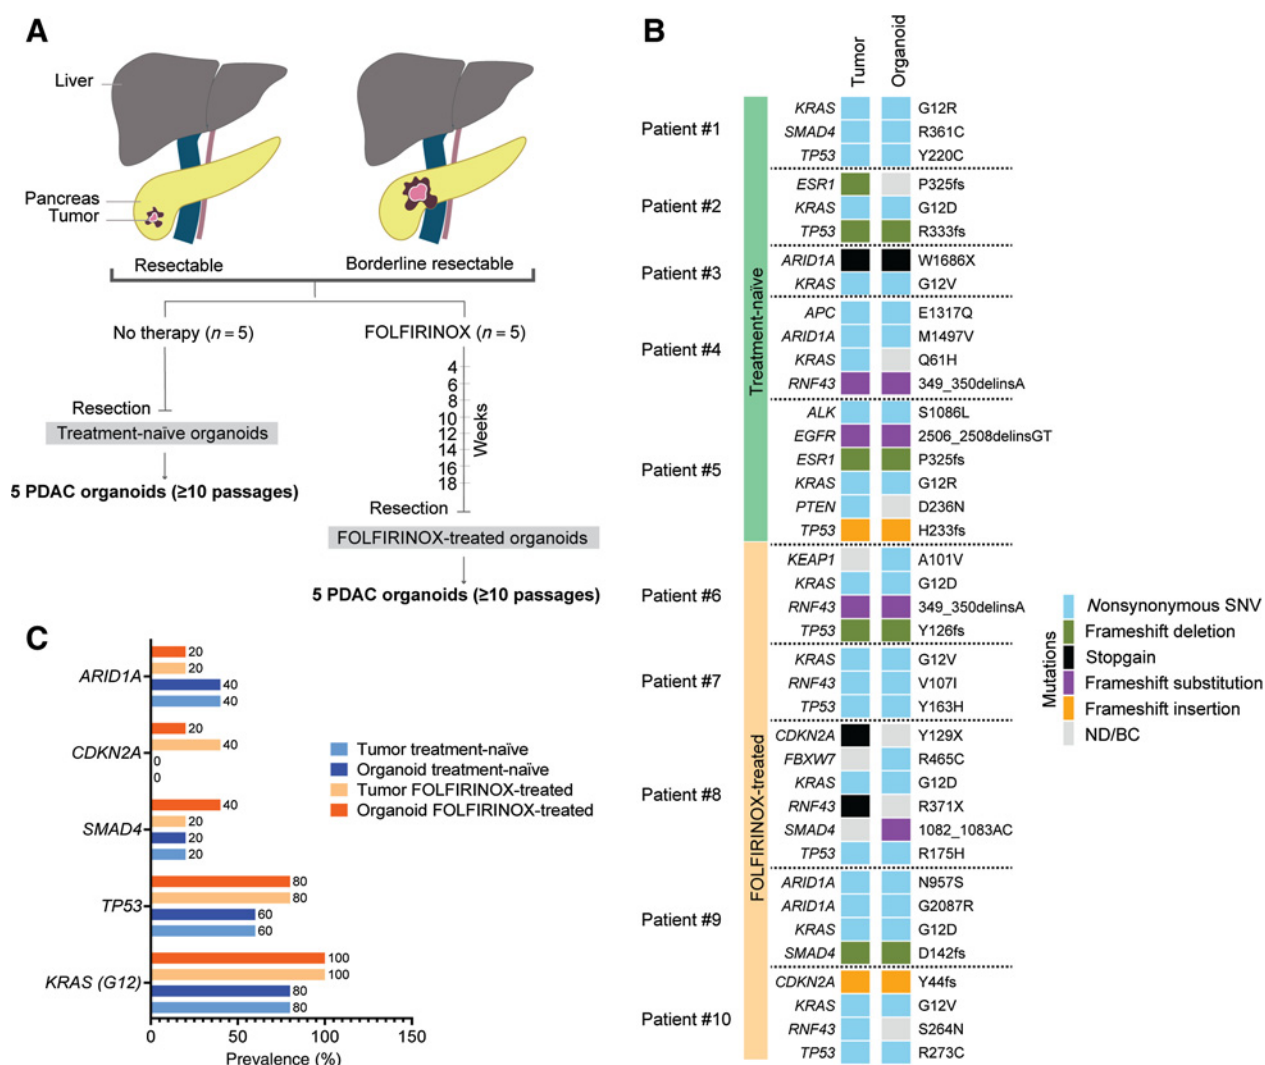 A
Liver
Pancreas
Tumor
Resectable
Borderline resectable
No therapy (n = 5)
FOLFIRINOX (n = 5)
4
6
8
10
12
14
16
18
Weeks
Resection
Treatment-naïve organoids
5 PDAC organoids (≥10 passages)
Resection
FOLFIRINOX-treated organoids
5 PDAC organoids (≥10 passages)
B
Tumor
Organoid
Treatment-naïve
Patient #1
KRAS G12R
SMAD4 R361C
TP53 Y220C
Patient #2
ESR1 P325fs
KRAS G12D
TP53 R333fs
Patient #3
ARID1A W1686X
KRAS G12V
Patient #4
APC E1317Q
ARID1A M1497V
KRAS Q61H
RNF43 349_350delinsA
Patient #5
ALK S1086L
EGFR 2506_2508delinsGT
ESR1 P325fs
KRAS G12R
PTEN D236N
TP53 H233fs
FOLFIRINOX-treated
Patient #6
KEAP1 A101V
KRAS G12D
RNF43 349_350delinsA
TP53 Y126fs
Patient #7
KRAS G12V
RNF43 V107I
TP53 Y163H
Patient #8
CDKN2A Y129X
FBXW7 R465C
KRAS G12D
RNF43 R371X
SMAD4 1082_1083AC
TP53 R175H
Patient #9
ARID1A N957S
ARID1A G2087R
KRAS G12D
SMAD4 D142fs
Patient #10
CDKN2A Y44fs
KRAS G12V
RNF43 S264N
TP53 R273C
Mutations
Nonsynonymous SNV
Frameshift deletion
Stopgain
Frameshift substitution
Frameshift insertion
ND/BC
C
ARID1A
20
20
40
40
CDKN2A
20
40
0
0
SMAD4
40
20
20
20
TP53
80
80
60
60
KRAS (G12)
100
100
80
80
0 50 100 150
Prevalence (%)
Tumor treatment-naïve
Organoid treatment-naïve
Tumor FOLFIRINOX-treated
Organoid FOLFIRINOX-treated